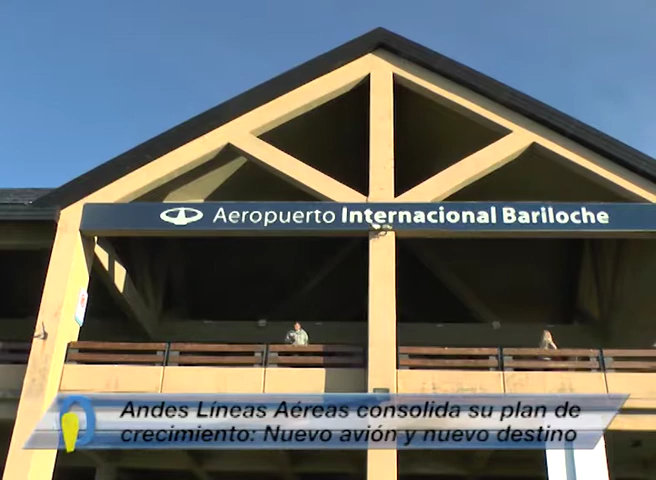 Aeropuerto Internacional Bariloche
Andes Líneas Aéreas consolida su plan de
crecimiento: Nuevo avión y nuevo destino